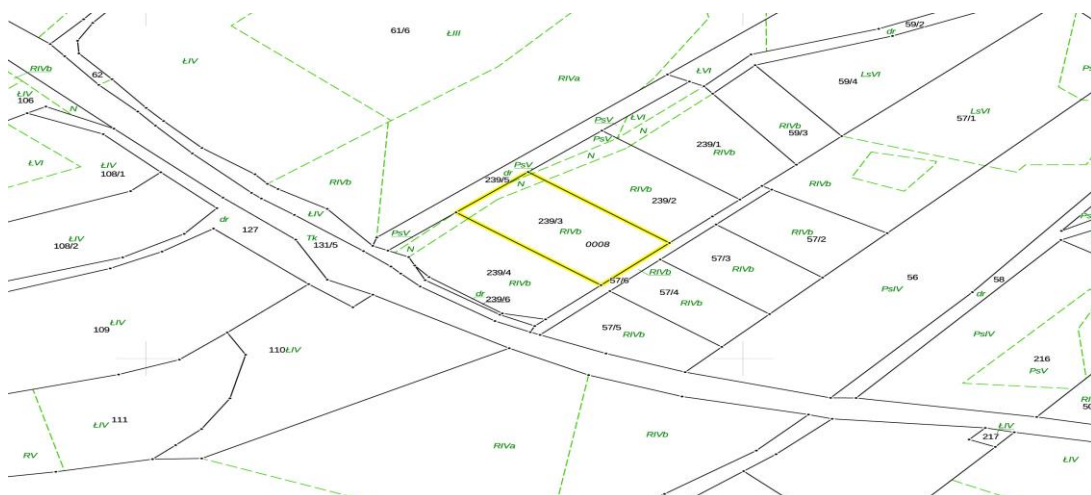 59/2
dr
61/6
ŁIII
ŁIV
RIVb
62
ŁIV
106
N
RIVa
ŁVI
59/4
LsVI
LsVI
57/1
PsV
ŁVI
PsV
N
RIVb
59/3
239/1
RIVb
N
ŁVI
ŁIV
108/1
PsV
dr
239/5
N
RIVb
RIVb
RIVb
239/2
ŁIV
dr
127
Tk
131/5
PsV
N
239/3
RIVb
0008
RIVb
57/2
ŁIV
108/2
57/3
239/4
RIVb
57/6
RIVb
57/4
RIVb
56
PsIV
58
dr
dr
239/6
57/5
RIVb
109
ŁIV
110
ŁIV
PsIV
216
PsV
ŁIV
111
RV
RIVa
RIVb
ŁIV
217
ŁIV